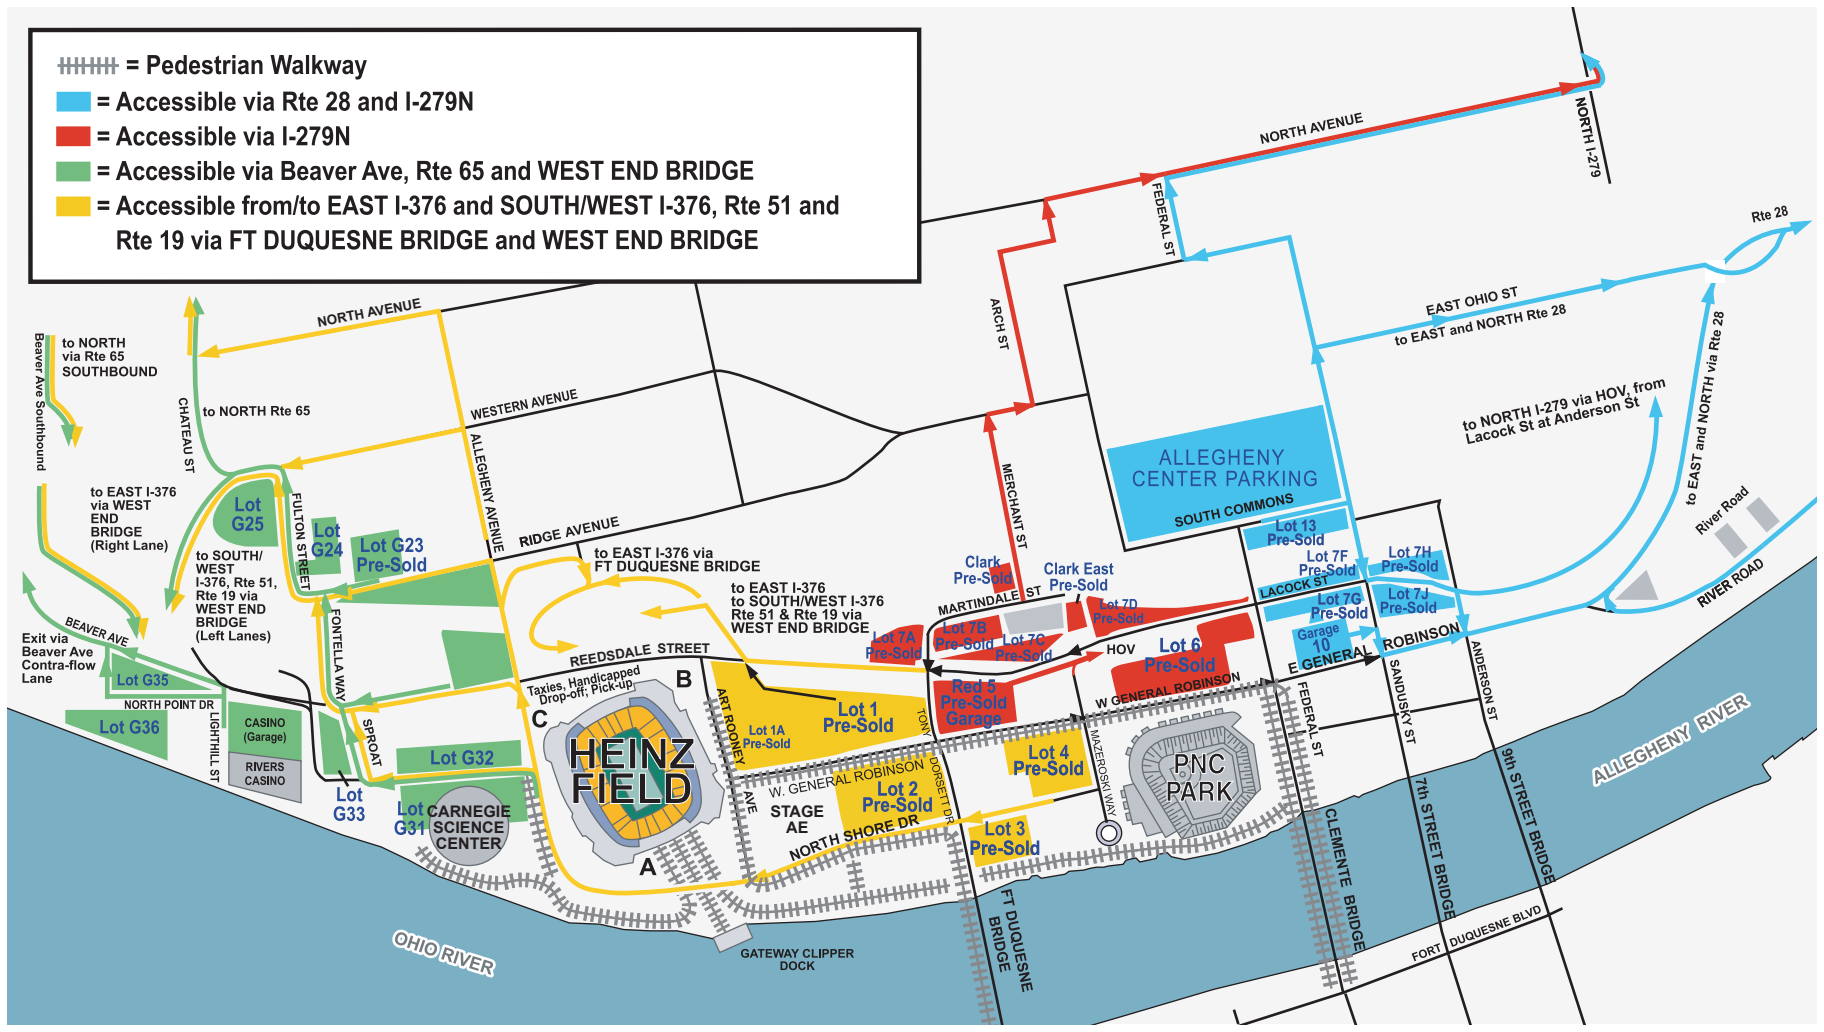 = Pedestrian Walkway
= Accessible via Rte 28 and I-279N
= Accessible via I-279N
= Accessible via Beaver Ave, Rte 65 and WEST END BRIDGE
= Accessible from/to EAST I-376 and SOUTH/WEST I-376, Rte 51 and
Rte 19 via FT DUQUESNE BRIDGE and WEST END BRIDGE
NORTH AVENUE
NORTH I-279
FEDERAL ST
Rte 28
EAST OHIO ST
to EAST and NORTH Rte 28
to EAST and NORTH via Rte 28
to NORTH I-279 via HOV, from
Lacock St at Anderson St
River Road
RIVER ROAD
ARCH ST
MERCHANT ST
ALLEGHENY
CENTER PARKING
SOUTH COMMONS
NORTH AVENUE
WESTERN AVENUE
ALLEGHENY AVENUE
RIDGE AVENUE
Beaver Ave Southbound
to NORTH
via Rte 65
SOUTHBOUND
CHATEAU ST
to NORTH Rte 65
to EAST I-376
via WEST
END
BRIDGE
(Right Lane)
to SOUTH/
WEST
I-376, Rte 51,
Rte 19 via
WEST END
BRIDGE
(Left Lanes)
Lot
G25
FULTON STREET
Lot
G24
Lot G23
Pre-Sold
FONTELLA WAY
BEAVER AVE
Exit via
Beaver Ave
Contra-flow
Lane
Lot G35
NORTH POINT DR
Lot G36
LIGHTHILL ST
CASINO
(Garage)
RIVERS
CASINO
SPROAT
Lot
G33
Lot G32
Lot
G31
CARNEGIE
SCIENCE
CENTER
to EAST I-376 via
FT DUQUESNE BRIDGE
to EAST I-376
to SOUTH/WEST I-376
Rte 51 & Rte 19 via
WEST END BRIDGE
REEDSDALE STREET
Taxies, Handicapped
Drop-off, Pick-up
B
C
A
HEINZ
FIELD
ART ROONEY
AVE
Lot 1A
Pre-Sold
Lot 1
Pre-Sold
W. GENERAL ROBINSON
STAGE
AE
Lot 2
Pre-Sold
NORTH SHORE DR
TONY
DORSETT DR
Lot 3
Pre-Sold
Lot 4
Pre-Sold
Red 5
Pre-Sold
Garage
Lot 6
Pre-Sold
HOV
W GENERAL ROBINSON
MAZEROSKI WAY
PNC
PARK
Clark
Pre-Sold
Clark East
Pre-Sold
MARTINDALE ST
Lot 7A
Pre-Sold
Lot 7B
Pre-Sold
Lot 7C
Pre-Sold
Lot 7D
Pre-Sold
Lot 13
Pre-Sold
Lot 7F
Pre-Sold
Lot 7H
Pre-Sold
LACOCK ST
Lot 7G
Pre-Sold
Lot 7J
Pre-Sold
Garage
10
E GENERAL ROBINSON
FEDERAL ST
SANDUSKY ST
ANDERSON ST
CLEMENTE BRIDGE
7th STREET BRIDGE
9th STREET BRIDGE
FT DUQUESNE
BRIDGE
FORT DUQUESNE BLVD
ALLEGHENY RIVER
OHIO RIVER
GATEWAY CLIPPER
DOCK